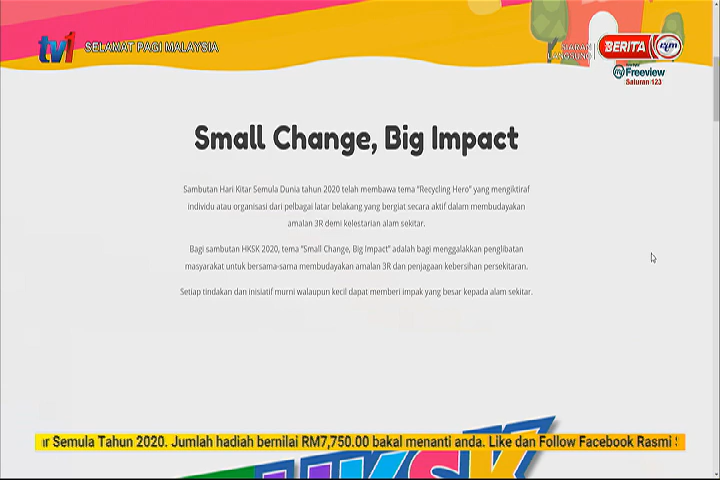 tv1 SELAMAT PAGI MALAYSIA
SIARAN
LANGSUNG
BERITA rtm
myFreeview
Saluran 123
Small Change, Big Impact
Sambutan Hari Kitar Semula Dunia tahun 2020 telah membawa tema "Recycling Hero" yang mengiktiraf
individu atau organisasi dari pelbagai latar belakang yang bergiat secara aktif dalam membudayakan
amalan 3R demi kelestarian alam sekitar.
Bagi sambutan HKSK 2020, tema "Small Change, Big Impact" adalah bagi menggalakkan penglibatan
masyarakat untuk bersama-sama membudayakan amalan 3R dan penjagaan kebersihan persekitaran.
Setiap tindakan dan inisiatif murni walaupun kecil dapat memberi impak yang besar kepada alam sekitar.
ar Semula Tahun 2020. Jumlah hadiah bernilai RM7,750.00 bakal menanti anda. Like dan Follow Facebook Rasmi S
HKSK